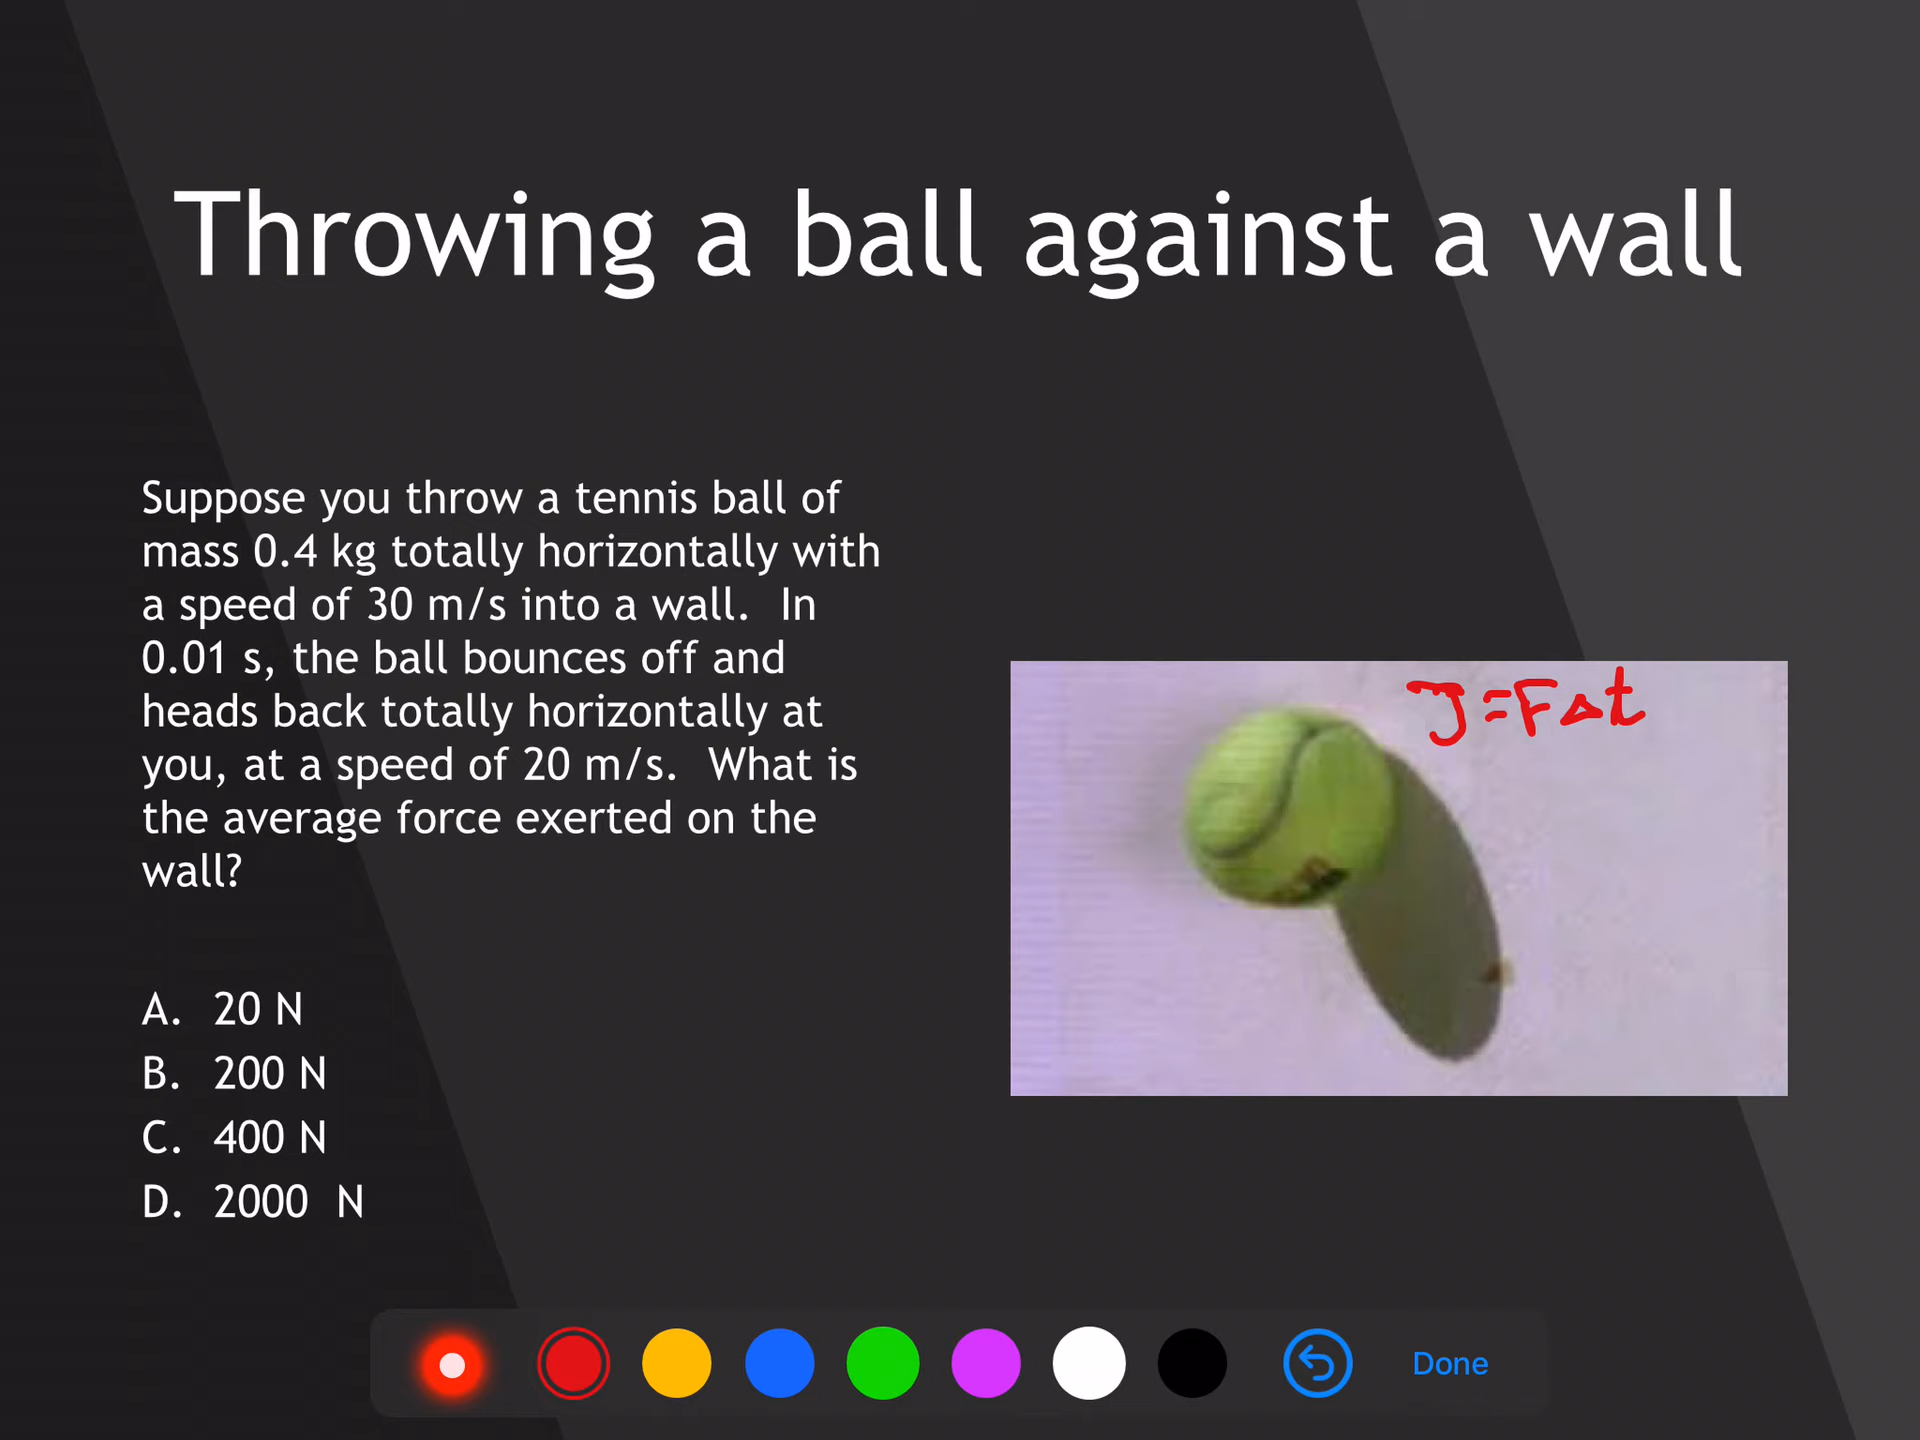 Throwing a ball against a wall
Suppose you throw a tennis ball of
mass 0.4 kg totally horizontally with
a speed of 30 m/s into a wall.  In
0.01 s, the ball bounces off and
heads back totally horizontally at
you, at a speed of 20 m/s.  What is
the average force exerted on the
wall?
A. 20 N
B. 200 N
C. 400 N
D. 2000 N
J=FΔt
Done